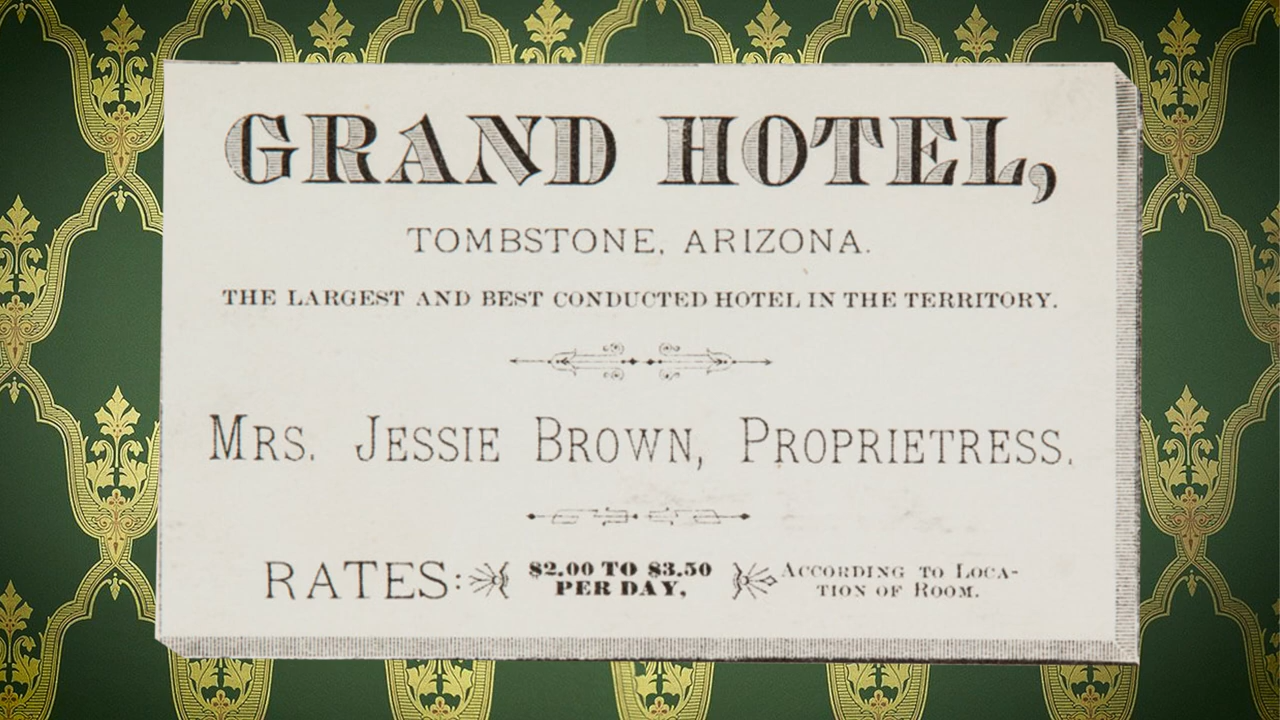 GRAND HOTEL,
TOMBSTONE, ARIZONA.
THE LARGEST AND BEST CONDUCTED HOTEL IN THE TERRITORY.
MRS. JESSIE BROWN, PROPRIETRESS.
RATES: $2.00 TO $3.50 PER DAY, ACCORDING TO LOCA-
TION OF ROOM.